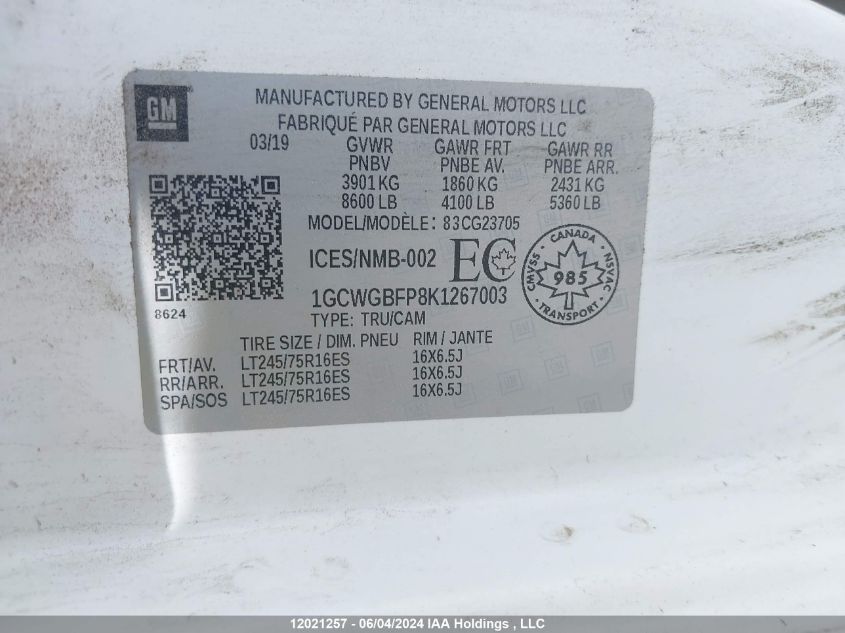 GM
MANUFACTURED BY GENERAL MOTORS LLC
FABRIQUÉ PAR GENERAL MOTORS LLC
03/19 GVWR GAWR FRT GAWR RR
PNBV PNBE AV. PNBE ARR.
3901 KG 1860 KG 2431 KG
8600 LB 4100 LB 5360 LB
MODEL/MODÈLE: 83CG23705
ICES/NMB-002 EC
CANADA CMVSS 985 NSVAC TRANSPORT
1GCWGBFP8K1267003
8624
TYPE: TRU/CAM
TIRE SIZE / DIM. PNEU RIM / JANTE
FRT/AV. LT245/75R16ES 16X6.5J
RR/ARR. LT245/75R16ES 16X6.5J
SPA/SOS LT245/75R16ES 16X6.5J
12021257 - 06/04/2024 IAA Holdings , LLC